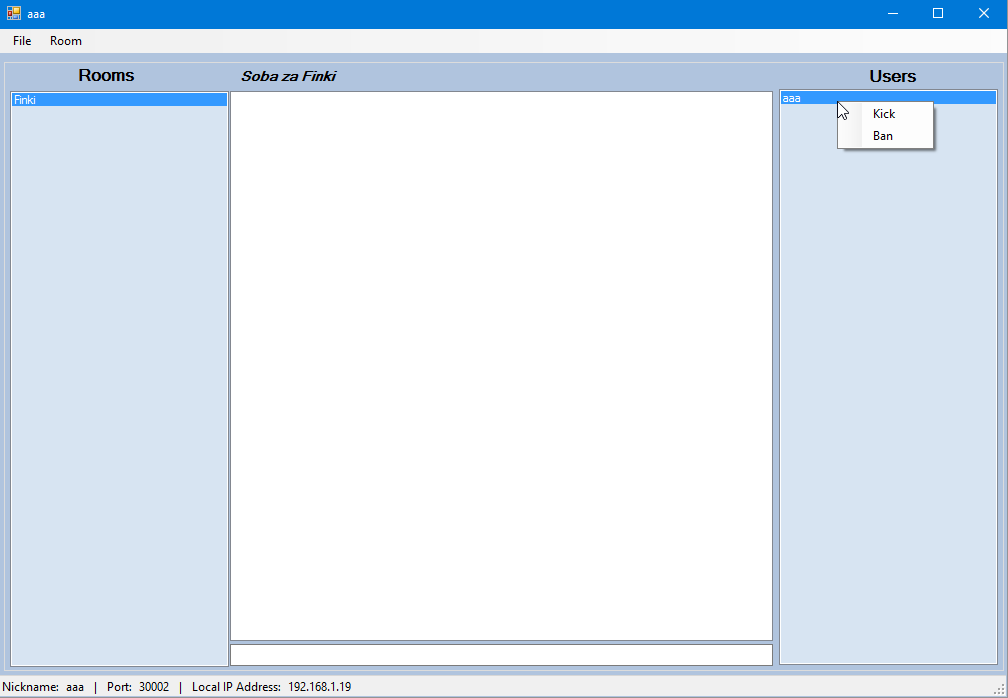 aaa
File Room
Rooms
Soba za Finki
Users
Finki
aaa
Kick
Ban
Nickname: aaa | Port: 30002 | Local IP Address: 192.168.1.19